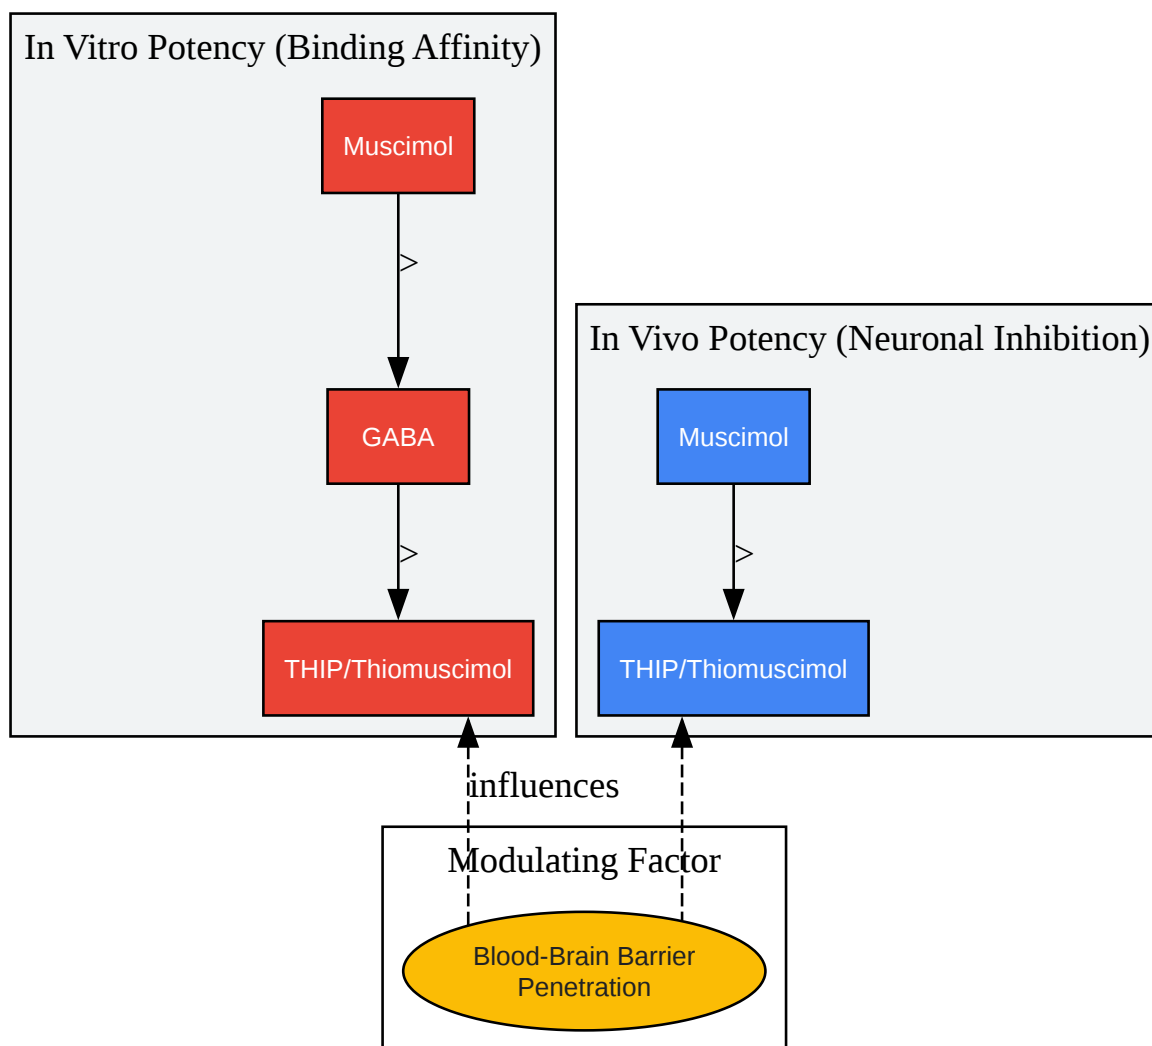 In Vitro Potency (Binding Affinity)
Muscimol
>
GABA
>
THIP/Thiomuscimol
In Vivo Potency (Neuronal Inhibition)
Muscimol
>
THIP/Thiomuscimol
influences
Modulating Factor
Blood-Brain Barrier
Penetration